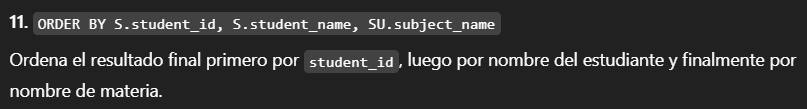 11. ORDER BY S.student_id, S.student_name, SU.subject_name
Ordena el resultado final primero por student_id, luego por nombre del estudiante y finalmente por
nombre de materia.